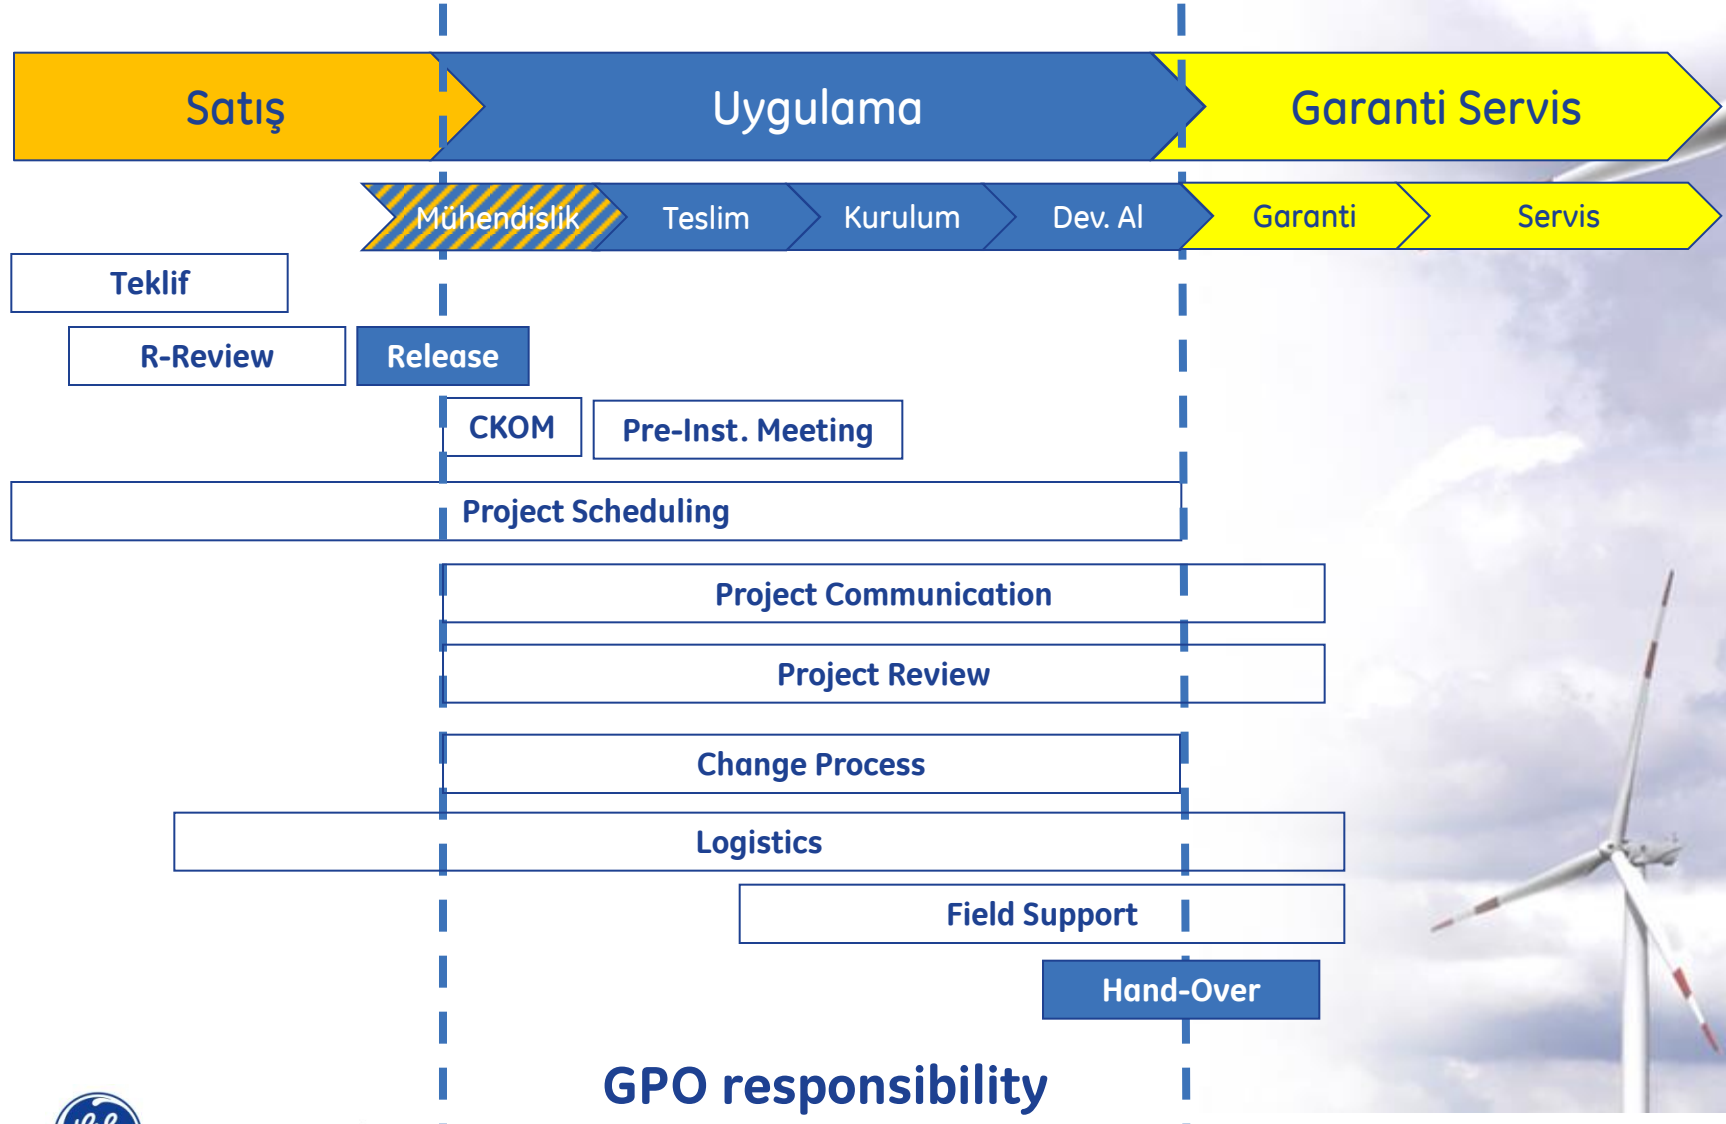 Satış
Uygulama
Garanti Servis
Mühendislik
Teslim
Kurulum
Dev. Al
Garanti
Servis
Teklif
R-Review
Release
CKOM
Pre-Inst. Meeting
Project Scheduling
Project Communication
Project Review
Change Process
Logistics
Field Support
Hand-Over
GPO responsibility